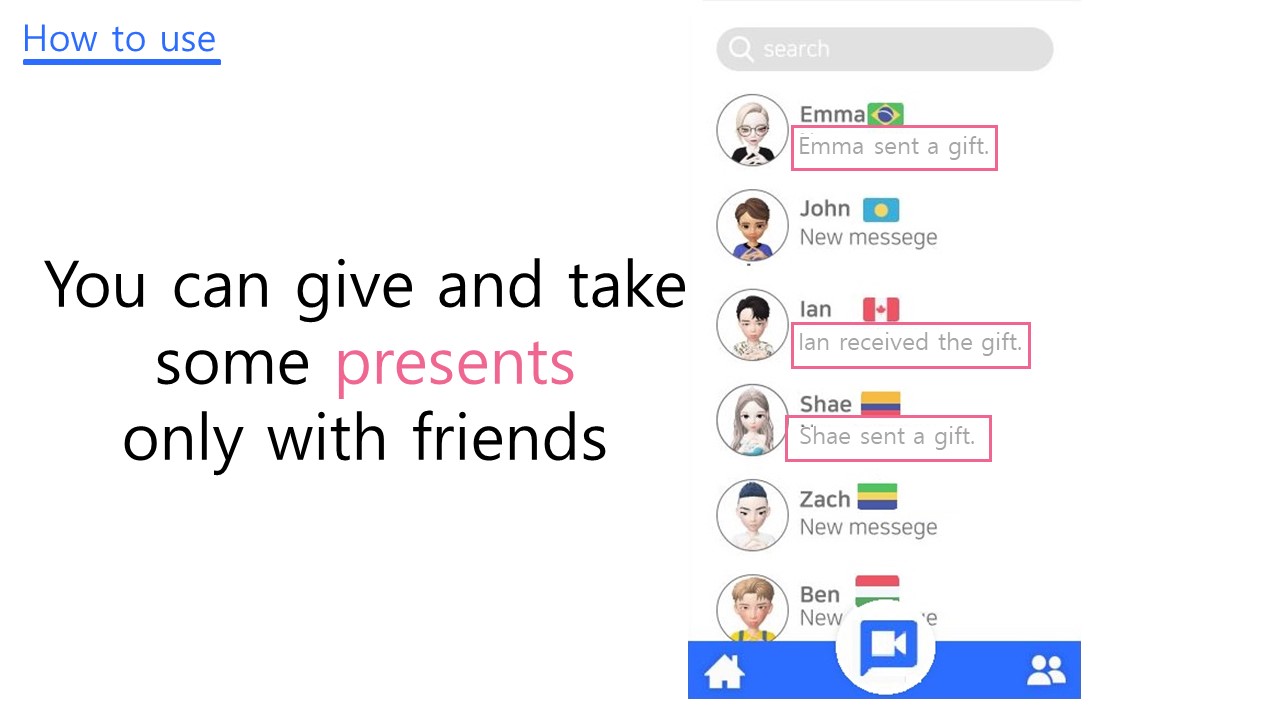 How to use
You can give and take
some presents
only with friends
search
Emma
Emma sent a gift.
John
New messege
Ian
Ian received the gift.
Shae
Shae sent a gift.
Zach
New messege
Ben
New